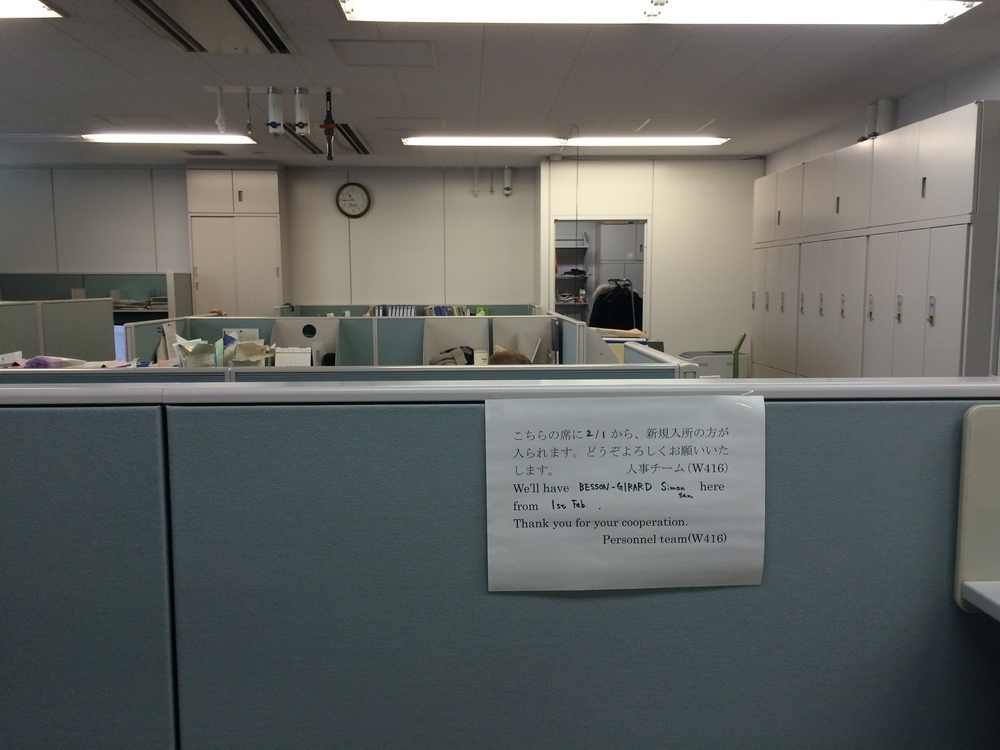 こちらの席に2/1から、新規入所の方が
入られます。どうぞよろしくお願いいた
します。 人事チーム(W416)
We'll have BESSON-GIRARD Simon san here
from 1st Feb. .
Thank you for your cooperation.
Personnel team(W416)